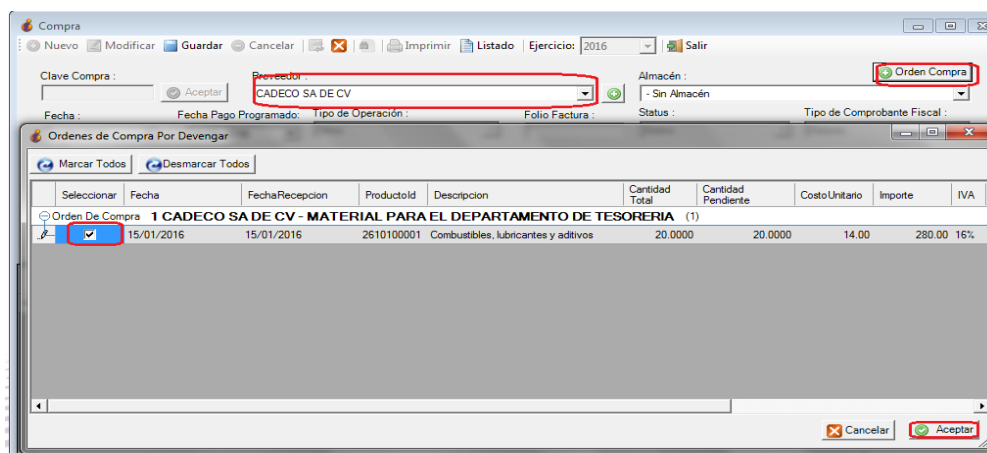 Compra
Nuevo Modificar Guardar Cancelar Imprimir Listado Ejercicio: 2016 Salir
Clave Compra : Proveedor : Almacén : Orden Compra
Aceptar CADECO SA DE CV - Sin Almacén
Fecha : Fecha Pago Programado: Tipo de Operación : Folio Factura : Status : Tipo de Comprobante Fiscal :
Ordenes de Compra Por Devengar
Marcar Todos Desmarcar Todos
Seleccionar Fecha FechaRecepcion ProductoId Descripcion Cantidad Total Cantidad Pendiente CostoUnitario Importe IVA
Orden De Compra 1 CADECO SA DE CV - MATERIAL PARA EL DEPARTAMENTO DE TESORERIA (1)
15/01/2016 15/01/2016 2610100001 Combustibles, lubricantes y aditivos 20.0000 20.0000 14.00 280.00 16%
Cancelar Aceptar